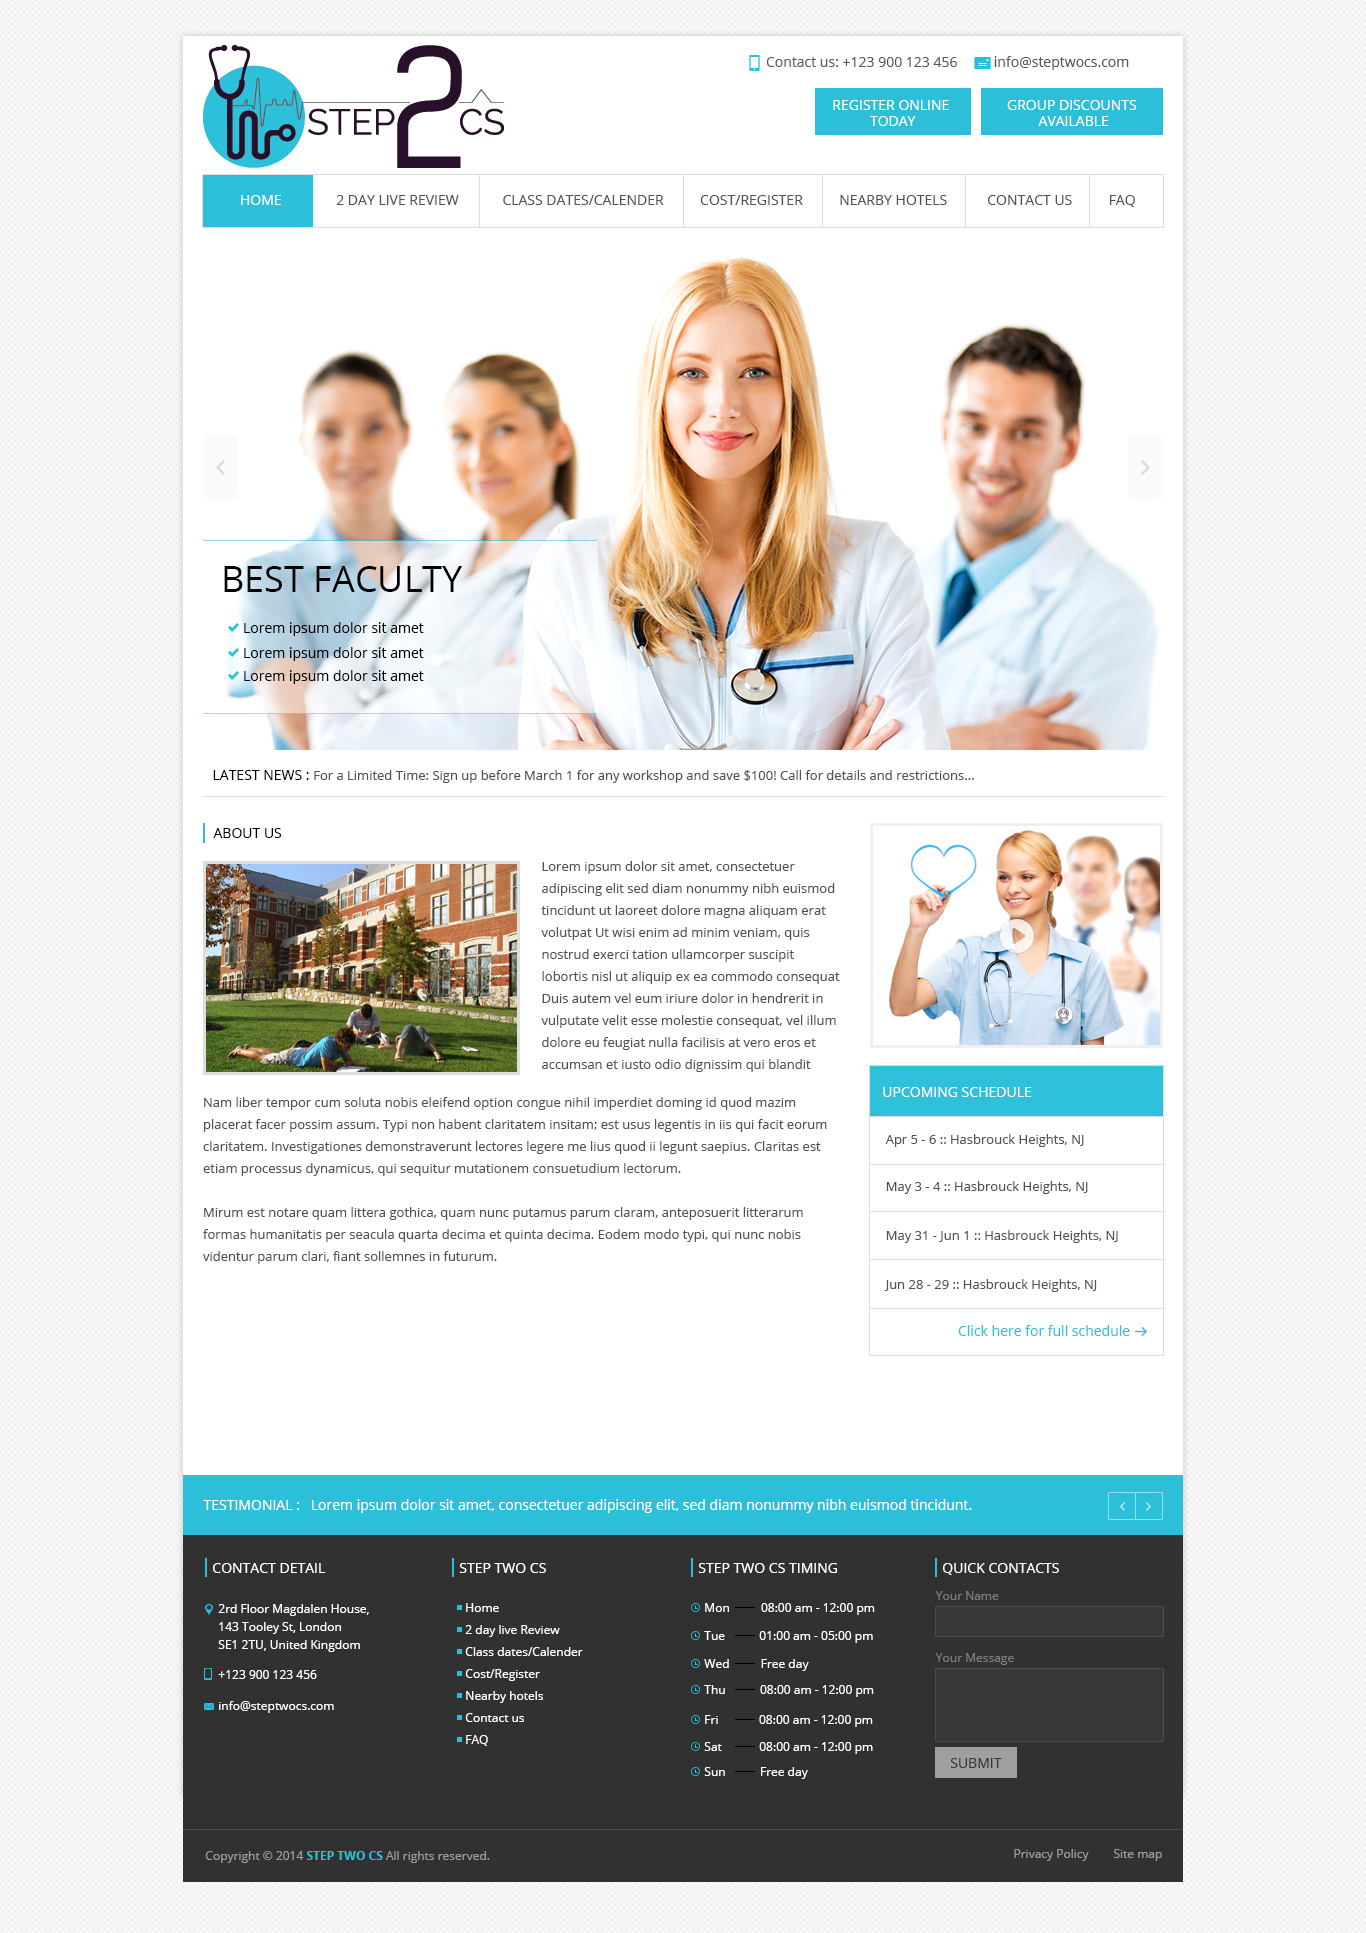 STEP 2 CS
Contact us: +123 900 123 456
info@steptwocs.com
REGISTER ONLINE
TODAY
GROUP DISCOUNTS
AVAILABLE
HOME
2 DAY LIVE REVIEW
CLASS DATES/CALENDER
COST/REGISTER
NEARBY HOTELS
CONTACT US
FAQ
BEST FACULTY
Lorem ipsum dolor sit amet
Lorem ipsum dolor sit amet
Lorem ipsum dolor sit amet
LATEST NEWS : For a Limited Time: Sign up before March 1 for any workshop and save $100! Call for details and restrictions...
ABOUT US
Lorem ipsum dolor sit amet, consectetuer
adipiscing elit sed diam nonummy nibh euismod
tincidunt ut laoreet dolore magna aliquam erat
volutpat Ut wisi enim ad minim veniam, quis
nostrud exerci tation ullamcorper suscipit
lobortis nisl ut aliquip ex ea commodo consequat
Duis autem vel eum iriure dolor in hendrerit in
vulputate velit esse molestie consequat, vel illum
dolore eu feugiat nulla facilisis at vero eros et
accumsan et iusto odio dignissim qui blandit
Nam liber tempor cum soluta nobis eleifend option congue nihil imperdiet doming id quod mazim
placerat facer possim assum. Typi non habent claritatem insitam; est usus legentis in iis qui facit eorum
claritatem. Investigationes demonstraverunt lectores legere me lius quod ii legunt saepius. Claritas est
etiam processus dynamicus, qui sequitur mutationem consuetudium lectorum.
Mirum est notare quam littera gothica, quam nunc putamus parum claram, anteposuerit litterarum
formas humanitatis per seacula quarta decima et quinta decima. Eodem modo typi, qui nunc nobis
videntur parum clari, fiant sollemnes in futurum.
UPCOMING SCHEDULE
Apr 5 - 6 :: Hasbrouck Heights, NJ
May 3 - 4 :: Hasbrouck Heights, NJ
May 31 - Jun 1 :: Hasbrouck Heights, NJ
Jun 28 - 29 :: Hasbrouck Heights, NJ
Click here for full schedule
TESTIMONIAL : Lorem ipsum dolor sit amet, consectetuer adipiscing elit, sed diam nonummy nibh euismod tincidunt.
CONTACT DETAIL
2rd Floor Magdalen House,
143 Tooley St, London
SE1 2TU, United Kingdom
+123 900 123 456
info@steptwocs.com
STEP TWO CS
Home
2 day live Review
Class dates/Calender
Cost/Register
Nearby hotels
Contact us
FAQ
STEP TWO CS TIMING
Mon 08:00 am - 12:00 pm
Tue 01:00 am - 05:00 pm
Wed Free day
Thu 08:00 am - 12:00 pm
Fri 08:00 am - 12:00 pm
Sat 08:00 am - 12:00 pm
Sun Free day
QUICK CONTACTS
Your Name
Your Message
SUBMIT
Copyright © 2014 STEP TWO CS All rights reserved.
Privacy Policy
Site map